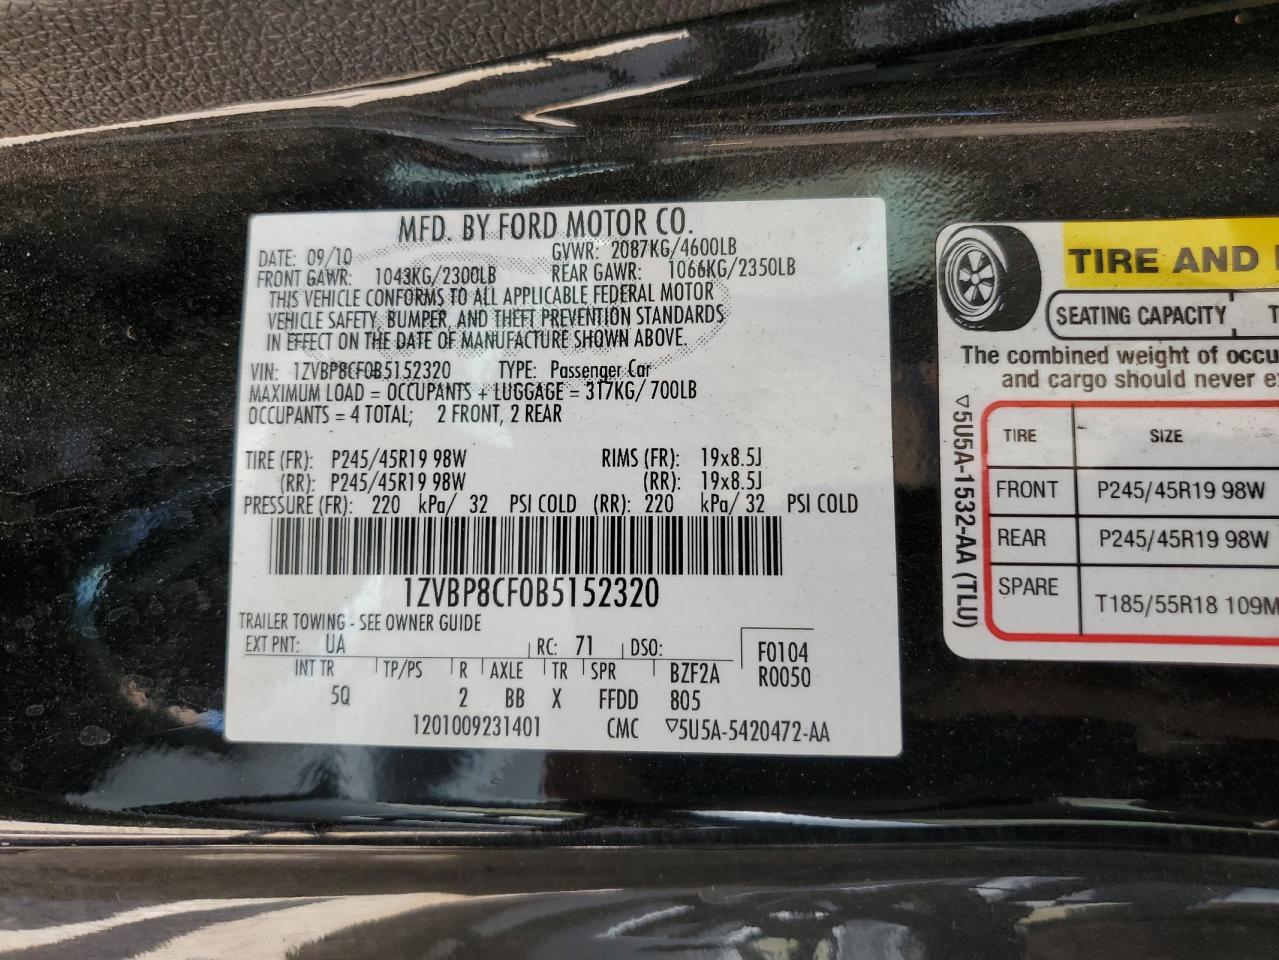 MFD. BY FORD MOTOR CO.
DATE: 09/10 GVWR: 2087KG/4600LB
FRONT GAWR: 1043KG/2300LB REAR GAWR: 1066KG/2350LB
THIS VEHICLE CONFORMS TO ALL APPLICABLE FEDERAL MOTOR
VEHICLE SAFETY, BUMPER, AND THEFT PREVENTION STANDARDS
IN EFFECT ON THE DATE OF MANUFACTURE SHOWN ABOVE.
VIN: 1ZVBP8CF0B5152320 TYPE: Passenger Car
MAXIMUM LOAD = OCCUPANTS + LUGGAGE = 317KG/ 700LB
OCCUPANTS = 4 TOTAL; 2 FRONT, 2 REAR
TIRE (FR): P245/45R19 98W RIMS (FR): 19x8.5J
(RR): P245/45R19 98W (RR): 19x8.5J
PRESSURE (FR): 220 kPa/ 32 PSI COLD (RR): 220 kPa/ 32 PSI COLD
1ZVBP8CF0B5152320
TRAILER TOWING - SEE OWNER GUIDE
EXT PNT: UA RC: 71 DSO: F0104
INT TR TP/PS R AXLE TR SPR BZF2A R0050
5Q 2 BB X FFDD 805
1201009231401 CMC ▽5U5A-5420472-AA
TIRE AND
SEATING CAPACITY T
The combined weight of occu
and cargo should never e
▽5U5A-1532-AA (TLU)
TIRE SIZE
FRONT P245/45R19 98W
REAR P245/45R19 98W
SPARE T185/55R18 109M